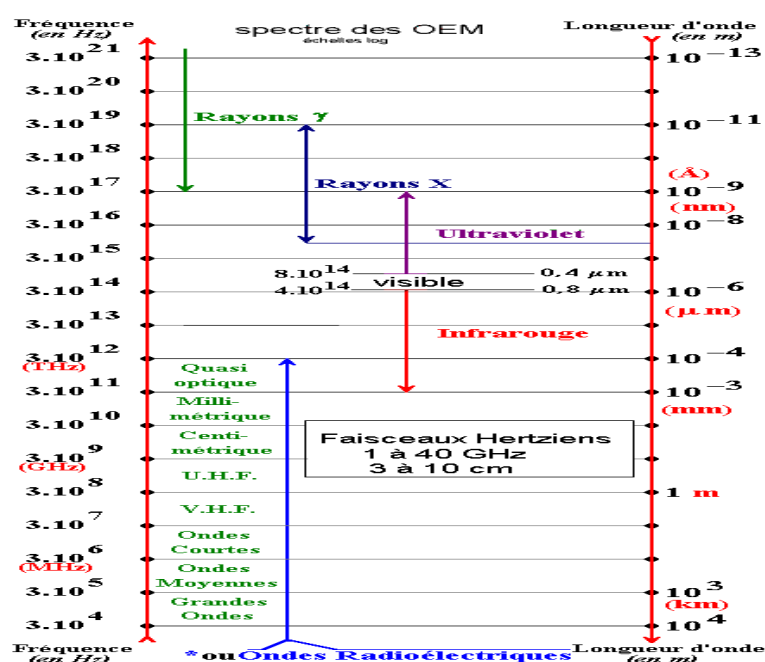 Fréquence
(en Hz)
spectre des OEM
échelles log
Longueur d'onde
(en m)
3.10²¹
10⁻¹³
3.10²⁰
3.10¹⁹
Rayons γ
10⁻¹¹
3.10¹⁸
(Å)
3.10¹⁷
Rayons X
10⁻⁹
(nm)
3.10¹⁶
10⁻⁸
Ultraviolet
3.10¹⁵
8.10¹⁴
0,4 μm
visible
3.10¹⁴
4.10¹⁴
0,8 μm
10⁻⁶
(μm)
3.10¹³
Infrarouge
3.10¹²
10⁻⁴
(THz)
Quasi
optique
3.10¹¹
10⁻³
(mm)
Milli-
métrique
3.10¹⁰
Centi-
métrique
Faisceaux Hertziens
1 à 40 GHz
3 à 10 cm
3.10⁹
(GHz)
U.H.F.
3.10⁸
1 m
V.H.F.
3.10⁷
Ondes
Courtes
3.10⁶
(MHz)
Ondes
Moyennes
3.10⁵
10³
(km)
Grandes
Ondes
3.10⁴
10⁴
Fréquence
(en Hz)
*ou Ondes Radioélectriques
Longueur d'onde
(en m)